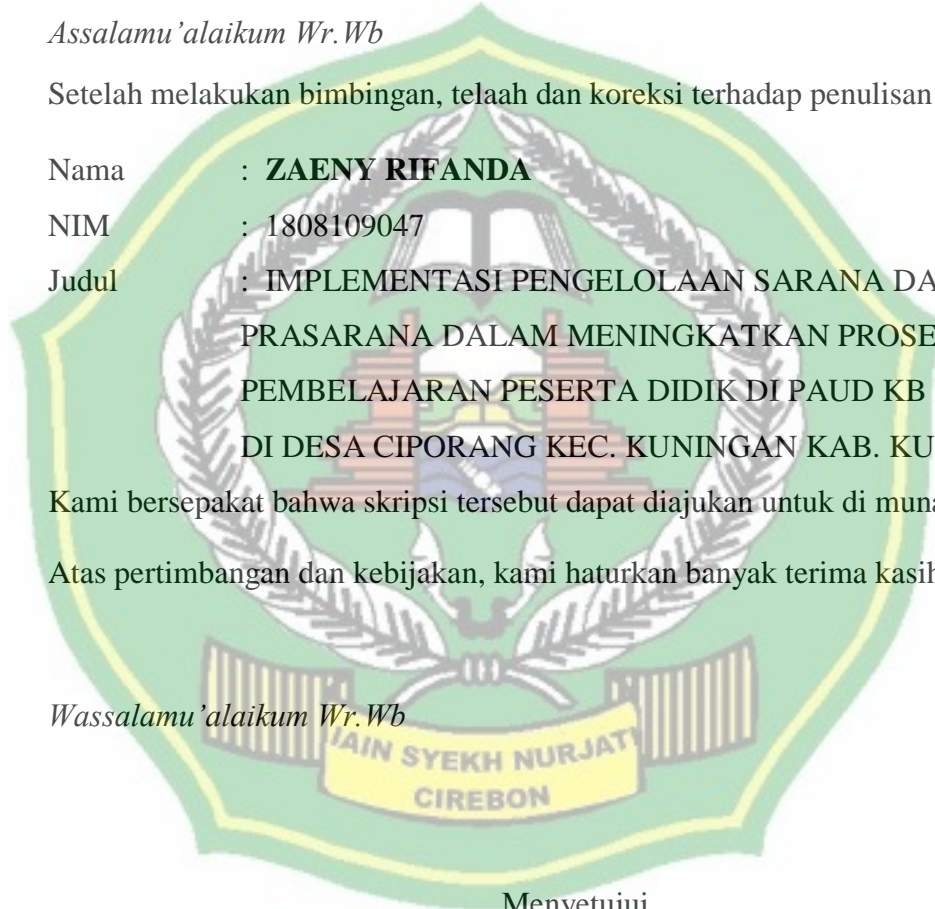 Assalamu’alaikum Wr.Wb
Setelah melakukan bimbingan, telaah dan koreksi terhadap penulisan
Nama : ZAENY RIFANDA
NIM : 1808109047
Judul : IMPLEMENTASI PENGELOLAAN SARANA DA
PRASARANA DALAM MENINGKATKAN PROSE
PEMBELAJARAN PESERTA DIDIK DI PAUD KB
DI DESA CIPORANG KEC. KUNINGAN KAB. KU
Kami bersepakat bahwa skripsi tersebut dapat diajukan untuk di muna
Atas pertimbangan dan kebijakan, kami haturkan banyak terima kasih
Wassalamu’alaikum Wr.Wb
IAIN SYEKH NURJATI
CIREBON
Menyetujui